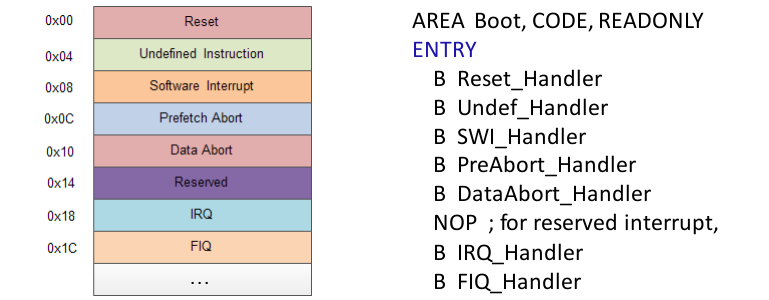 0x00 Reset
0x04 Undefined Instruction
0x08 Software Interrupt
0x0C Prefetch Abort
0x10 Data Abort
0x14 Reserved
0x18 IRQ
0x1C FIQ
...
AREA Boot, CODE, READONLY
ENTRY
B Reset_Handler
B Undef_Handler
B SWI_Handler
B PreAbort_Handler
B DataAbort_Handler
NOP ; for reserved interrupt,
B IRQ_Handler
B FIQ_Handler